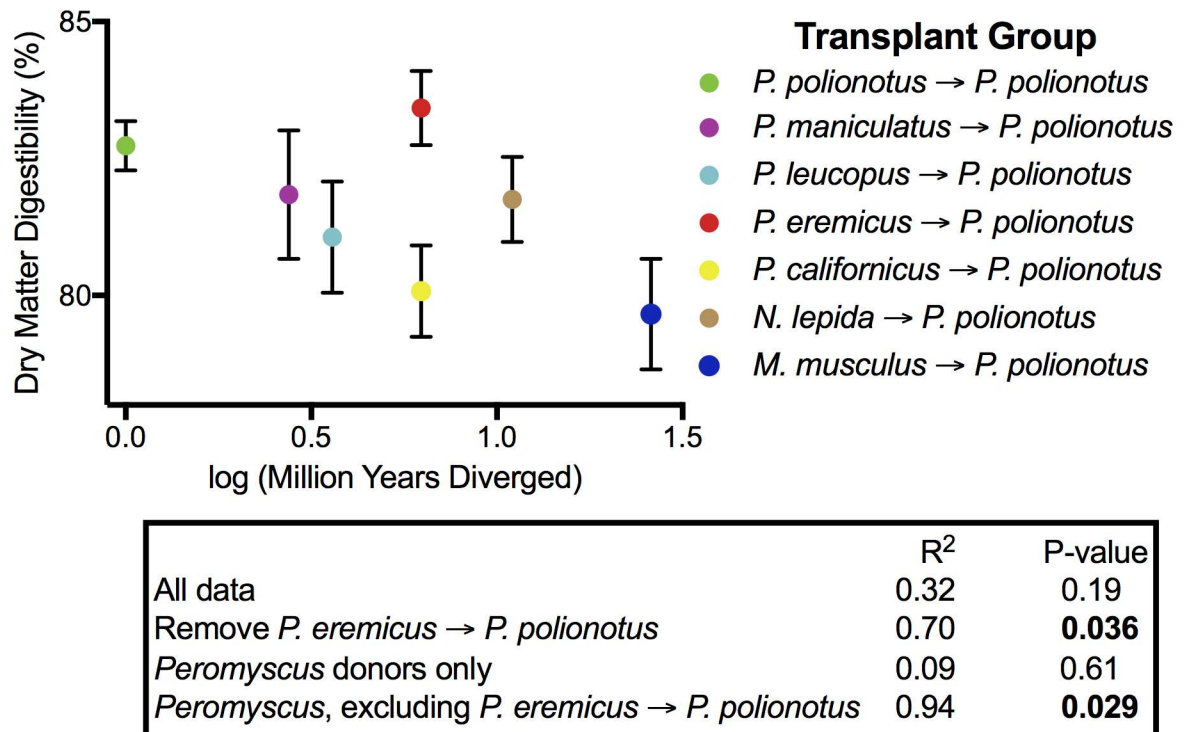 85
80
Dry Matter Digestibility (%)
0.0 0.5 1.0 1.5
log (Million Years Diverged)
Transplant Group
P. polionotus → P. polionotus
P. maniculatus → P. polionotus
P. leucopus → P. polionotus
P. eremicus → P. polionotus
P. californicus → P. polionotus
N. lepida → P. polionotus
M. musculus → P. polionotus
R² P-value
All data 0.32 0.19
Remove P. eremicus → P. polionotus 0.70 0.036
Peromyscus donors only 0.09 0.61
Peromyscus, excluding P. eremicus → P. polionotus 0.94 0.029